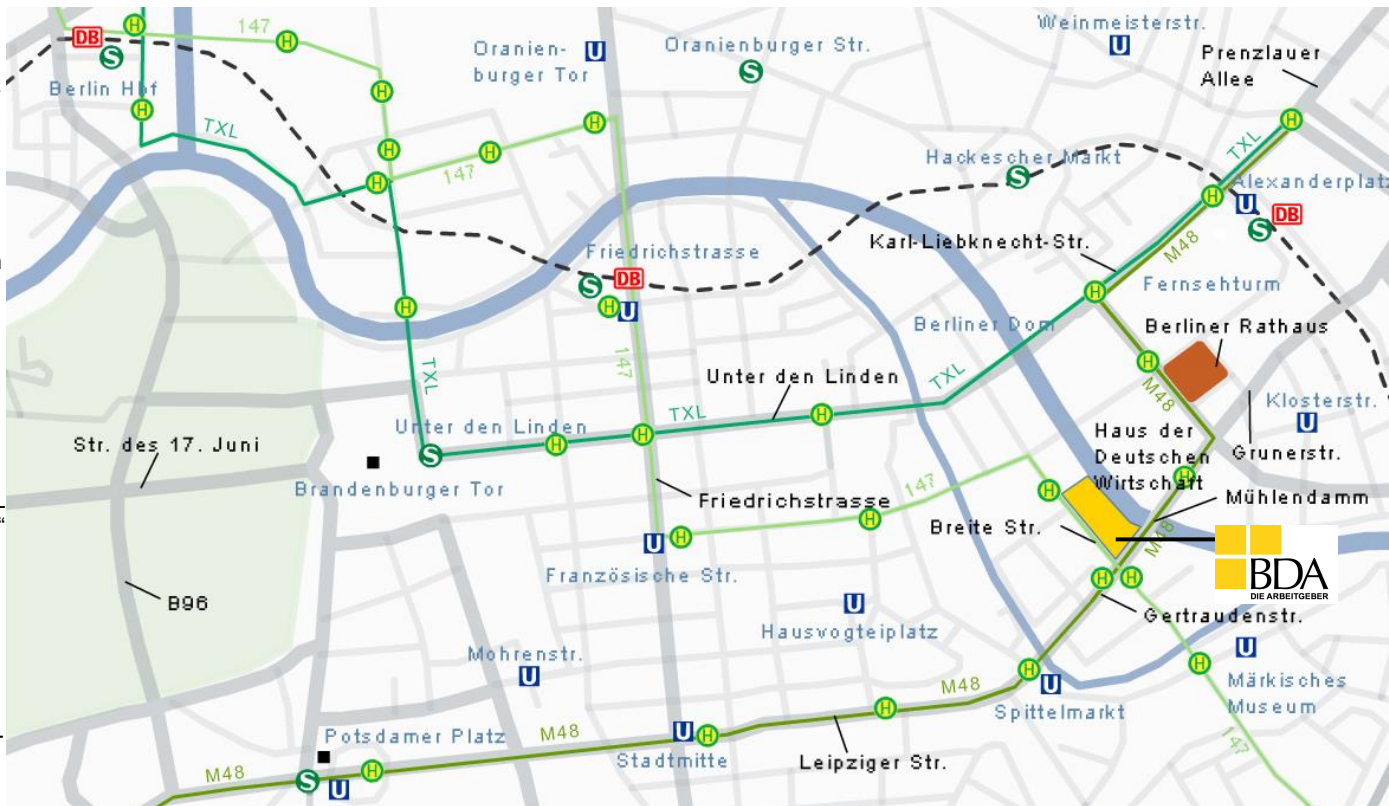 Weinmeisterstr.
U
147
H
DB
S
Berlin Hbf
Oranien-
burger Tor
U
Oranienburger Str.
S
Prenzlauer
Allee
H
H
H
H
TXL
H
H
147
H
H
TXL
Hackescher Markt
S
H
Alexanderplatz
U
DB
S
M48
Karl-Liebknecht-Str.
Friedrichstrasse
S
DB
H
U
H
H
Fernsehturm
Berliner Dom
Berliner Rathaus
147
TXL
H
M48
Unter den Linden
TXL
TXL
Klosterstr.
U
Unter den Linden
S
H
H
H
Str. des 17. Juni
Brandenburger Tor
Haus der
Deutschen
Wirtschaft
Grunerstr.
H
Friedrichstrasse
147
H
Mühlendamm
Breite Str.
H
M48
U
H
BDA
DIE ARBEITGEBER
Französische Str.
H
H
B96
U
Hausvogteiplatz
Gertraudenstr.
Mohrenstr.
U
U
H
Märkisches
Museum
H
U
Spittelmarkt
M48
H
147
Potsdamer Platz
M48
U
H
Stadtmitte
Leipziger Str.
M48
S
H
U